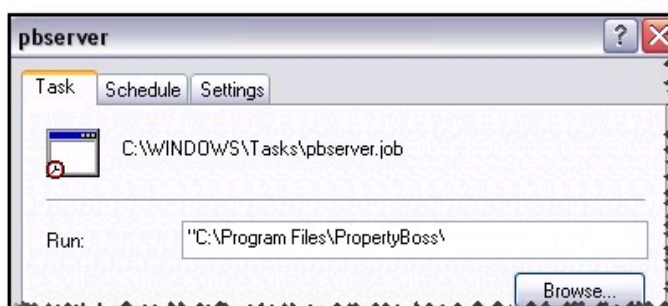 pbserver
?
Task Schedule Settings
C:\WINDOWS\Tasks\pbserver.job
Run: "C:\Program Files\PropertyBoss\
Browse...